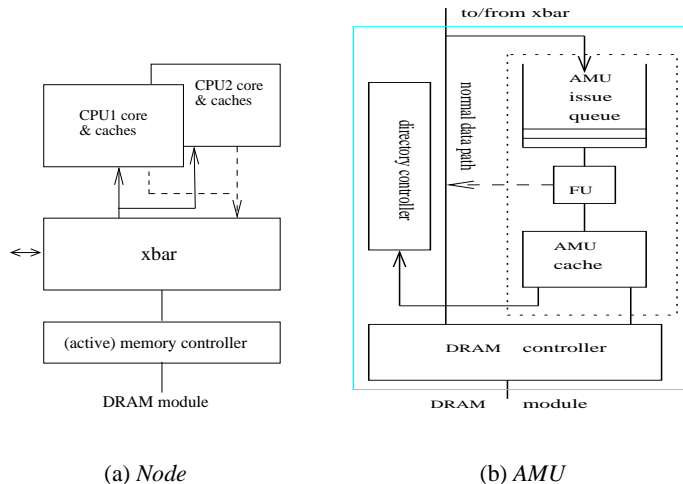 CPU2 core
& caches
CPU1 core
& caches
xbar
(active) memory controller
DRAM module
(a) Node
to/from xbar
AMU
issue
queue
normal data path
directory controller
FU
AMU
cache
DRAM controller
DRAM module
(b) AMU